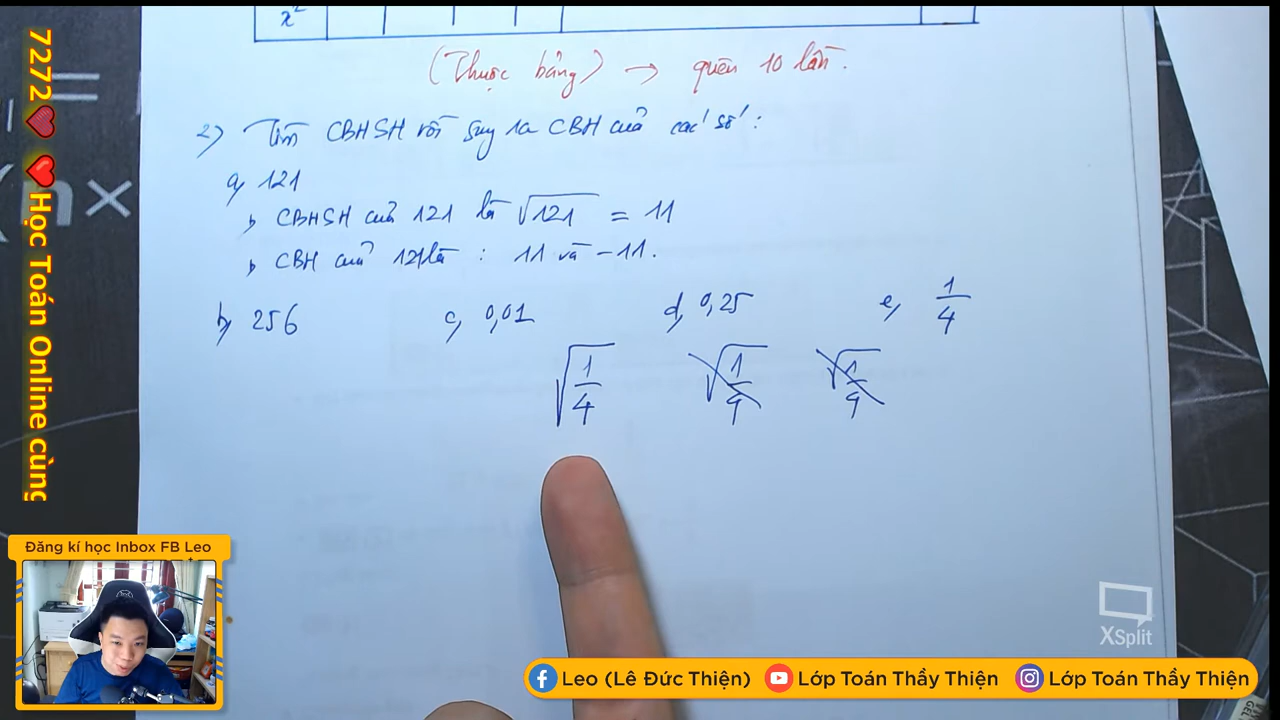 x²
(Thuộc bảng) → quên 10 lần.
2) Tìm CBHSH rồi suy ra CBH của các số:
a, 121
CBHSH của 121 là √121 = 11
CBH của 121 là : 11 và -11.
b, 256 c, 0,01 d, 0,25 e, 1/4
√(1/4)
7272❤ ❤Học Toán Online cùng
Đăng kí học Inbox FB Leo
XSplit
Leo (Lê Đức Thiện) Lớp Toán Thầy Thiện Lớp Toán Thầy Thiện